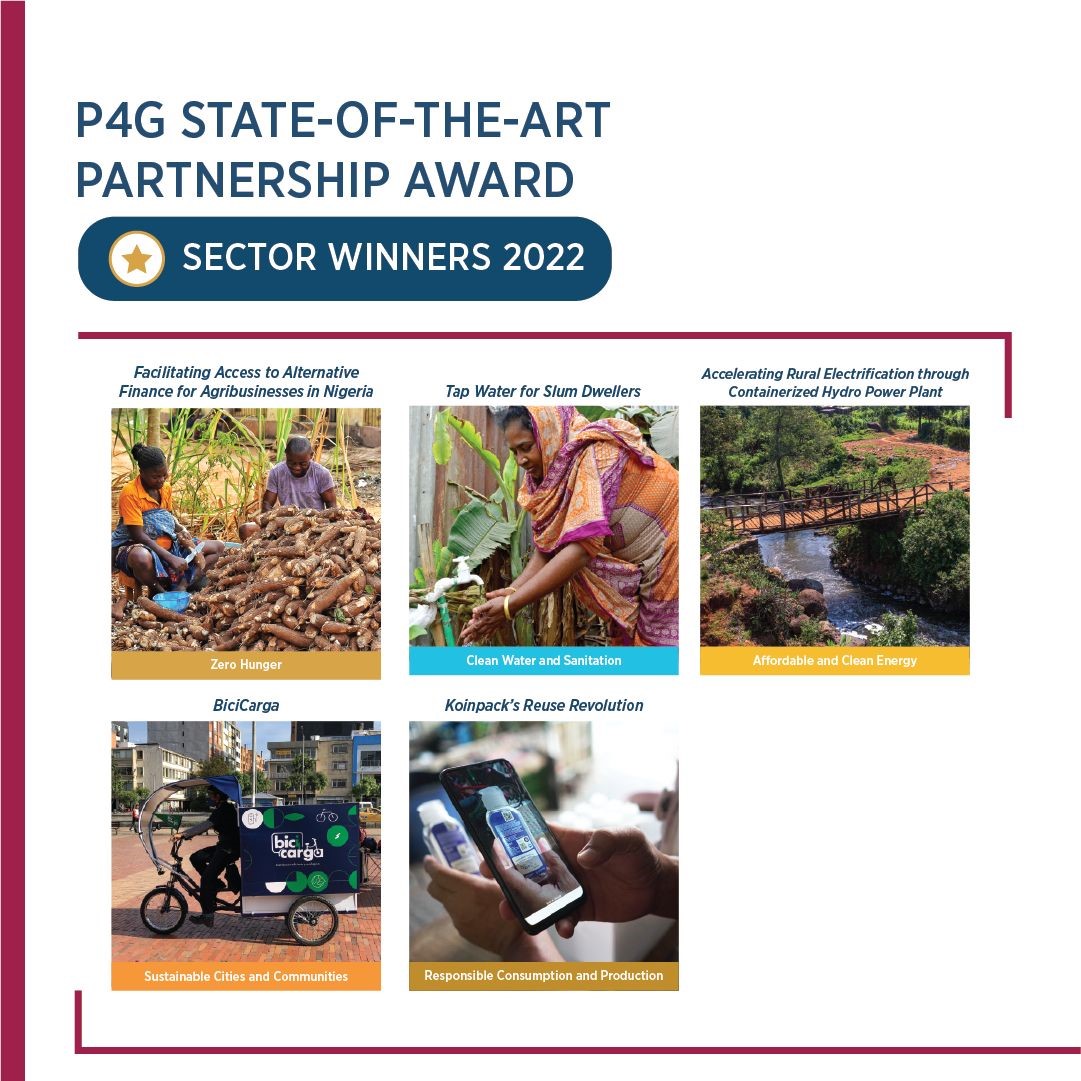 P4G STATE-OF-THE-ART
PARTNERSHIP AWARD
SECTOR WINNERS 2022
Facilitating Access to Alternative
Finance for Agribusinesses in Nigeria
Zero Hunger
Tap Water for Slum Dwellers
Clean Water and Sanitation
Accelerating Rural Electrification through
Containerized Hydro Power Plant
Affordable and Clean Energy
BiciCarga
bici
carga
Sustainable Cities and Communities
Koinpack's Reuse Revolution
Responsible Consumption and Production